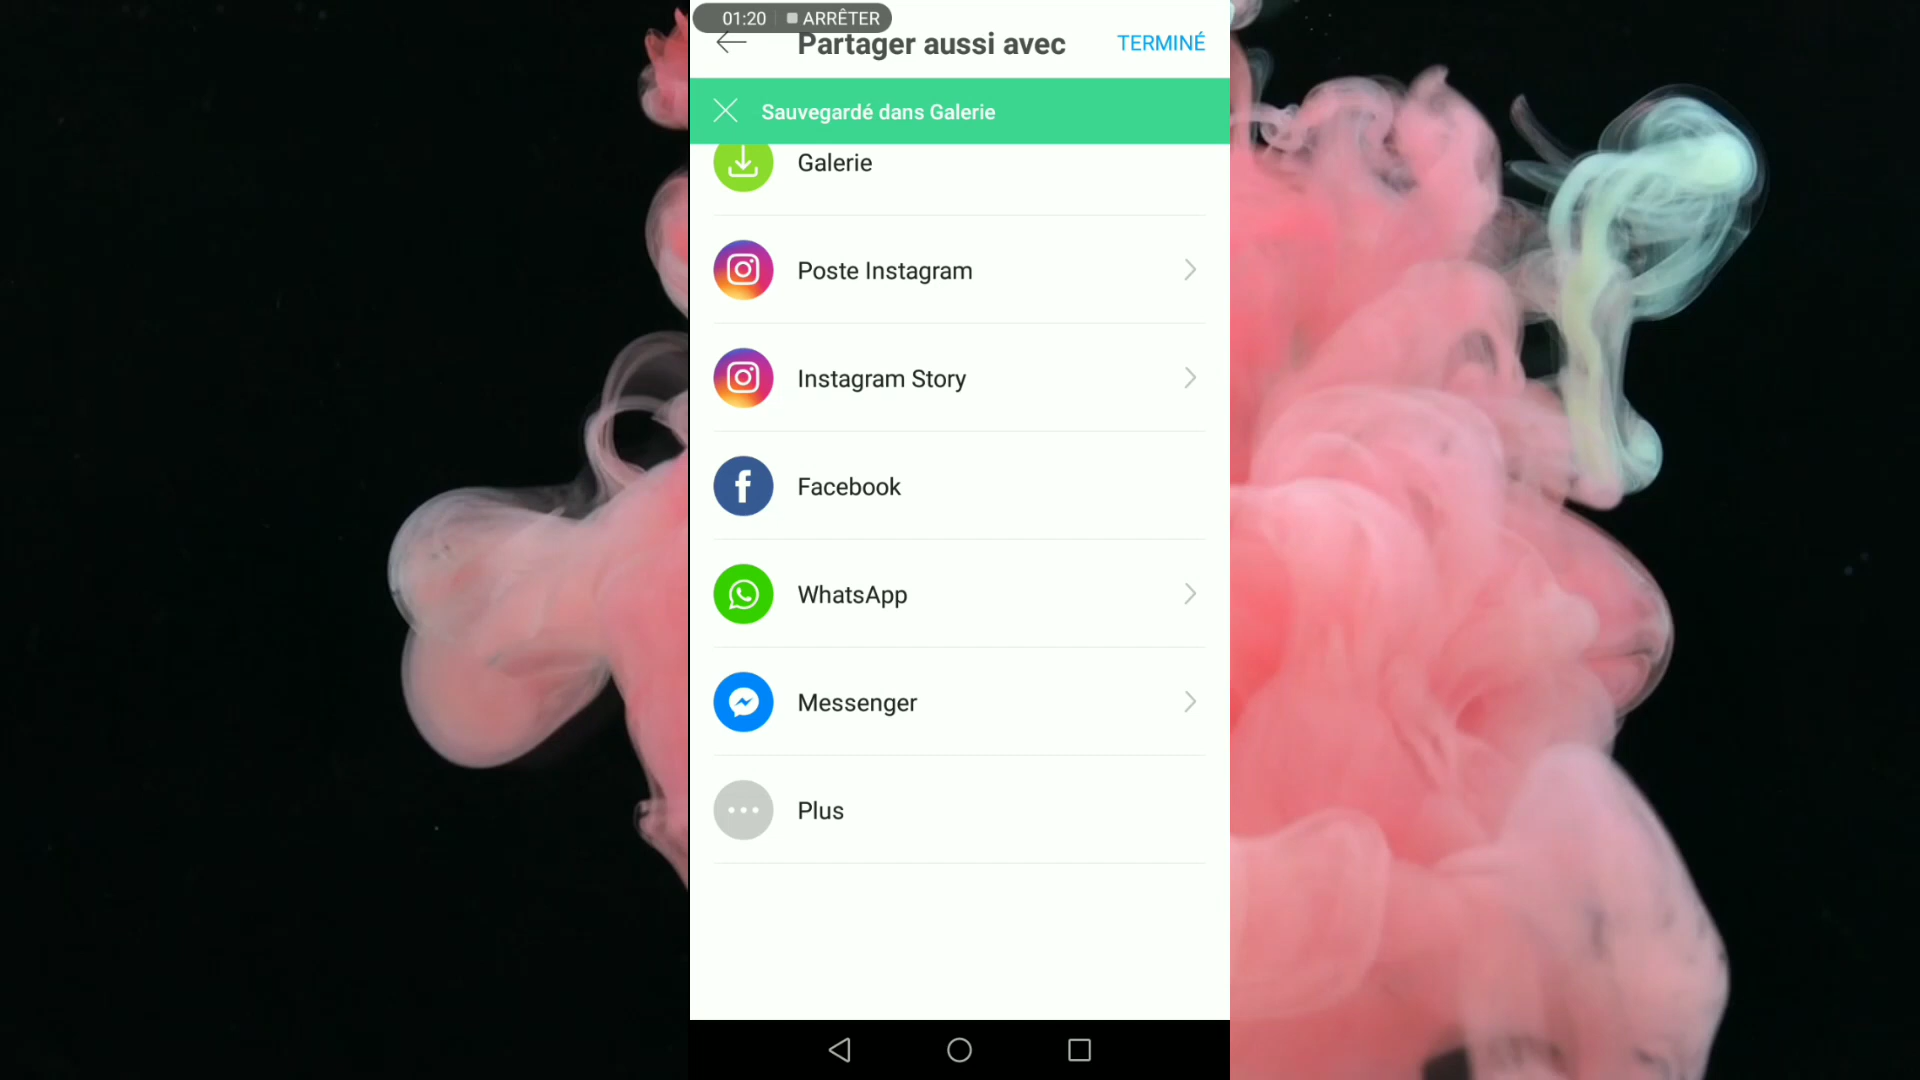 01:20 ARRÊTER
Partager aussi avec TERMINÉ
Sauvegardé dans Galerie
Galerie
Poste Instagram
Instagram Story
Facebook
WhatsApp
Messenger
Plus